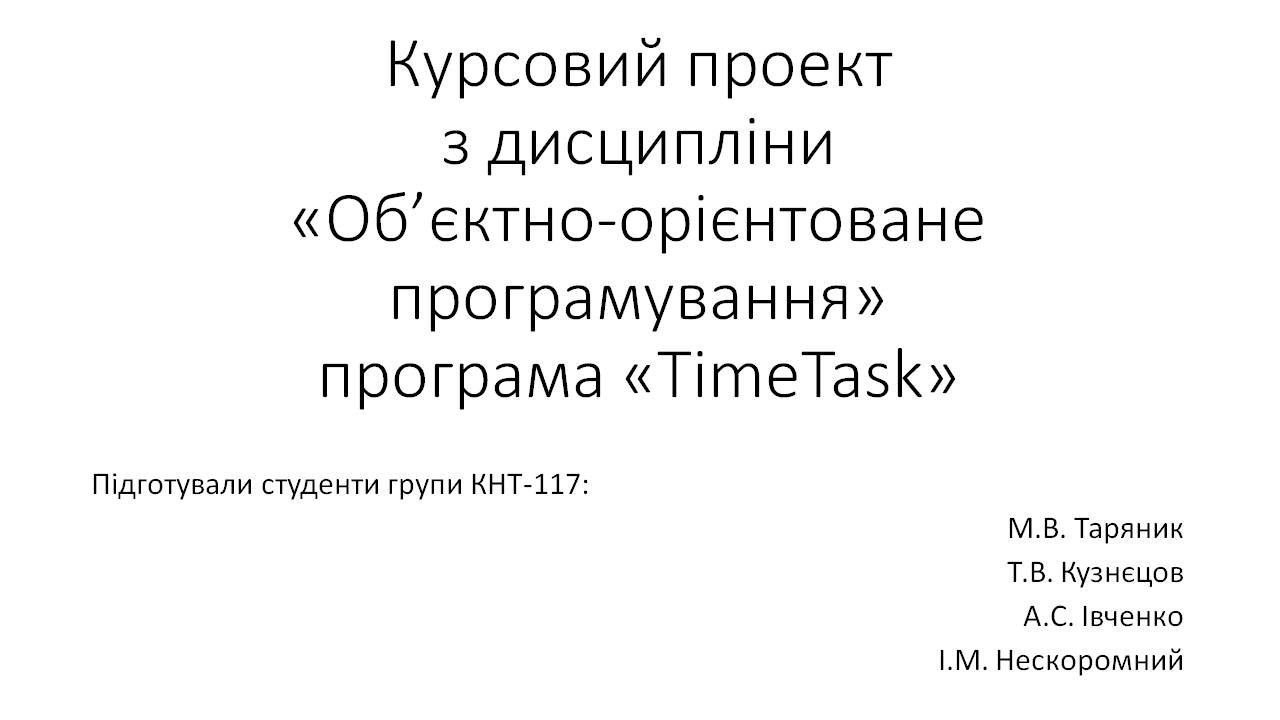 Курсовий проект
з дисципліни
«Об’єктно-орієнтоване
програмування»
програма «TimeTask»
Підготували студенти групи КНТ-117:
М.В. Таряник
Т.В. Кузнєцов
А.С. Івченко
І.М. Нескоромний